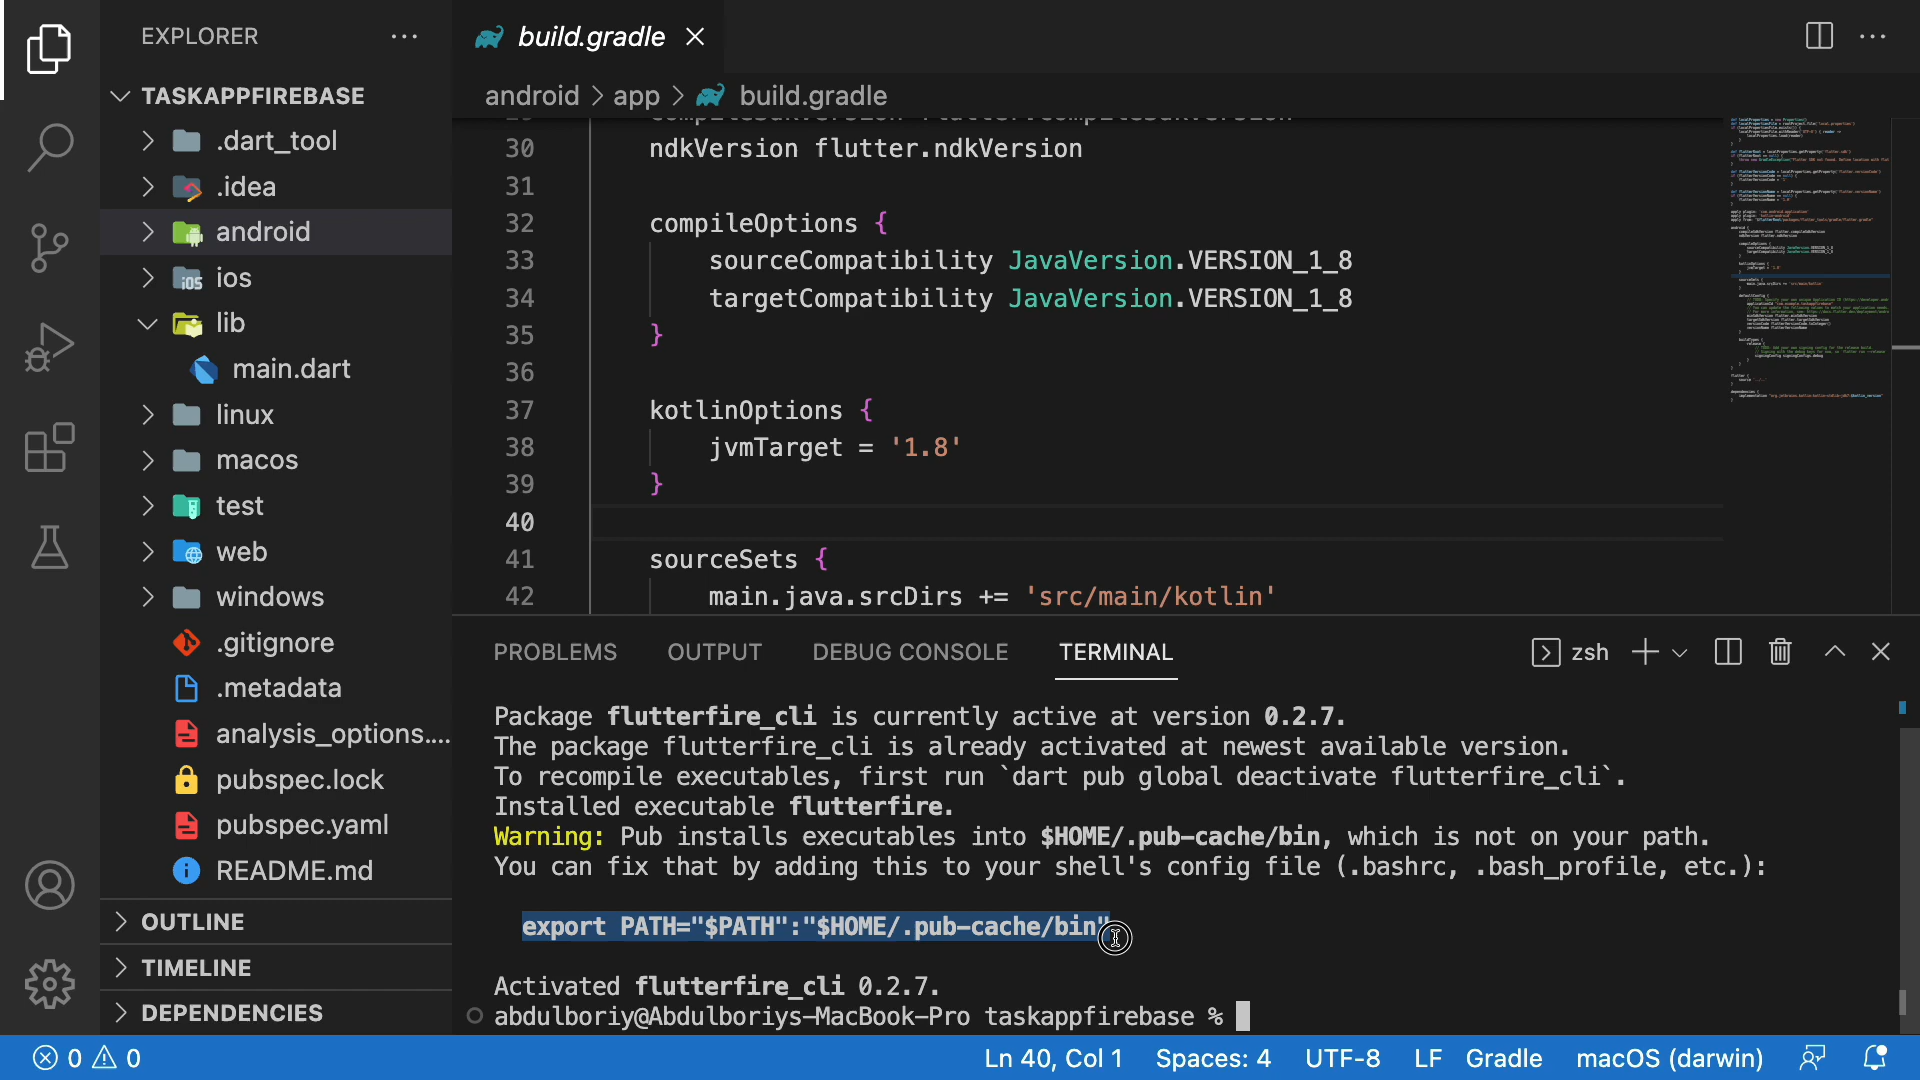 EXPLORER
build.gradle
TASKAPPFIREBASE
android > app > build.gradle
.dart_tool
.idea
android
ios
lib
main.dart
linux
macos
test
web
windows
.gitignore
.metadata
analysis_options....
pubspec.lock
pubspec.yaml
README.md
OUTLINE
TIMELINE
DEPENDENCIES
30 ndkVersion flutter.ndkVersion
31
32 compileOptions {
33 sourceCompatibility JavaVersion.VERSION_1_8
34 targetCompatibility JavaVersion.VERSION_1_8
35 }
36
37 kotlinOptions {
38 jvmTarget = '1.8'
39 }
40
41 sourceSets {
42 main.java.srcDirs += 'src/main/kotlin'
PROBLEMS OUTPUT DEBUG CONSOLE TERMINAL zsh
Package flutterfire_cli is currently active at version 0.2.7.
The package flutterfire_cli is already activated at newest available version.
To recompile executables, first run `dart pub global deactivate flutterfire_cli`.
Installed executable flutterfire.
Warning: Pub installs executables into $HOME/.pub-cache/bin, which is not on your path.
You can fix that by adding this to your shell's config file (.bashrc, .bash_profile, etc.):
export PATH="$PATH":"$HOME/.pub-cache/bin"
Activated flutterfire_cli 0.2.7.
abdulboriy@Abdulboriys-MacBook-Pro taskappfirebase %
0 0 Ln 40, Col 1 Spaces: 4 UTF-8 LF Gradle macOS (darwin)